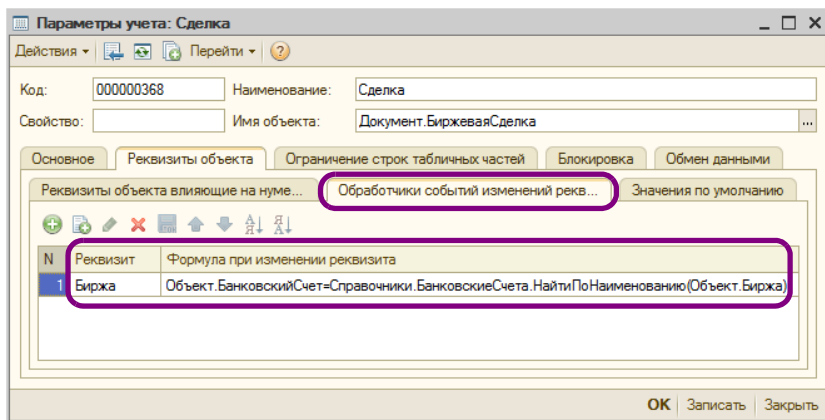 Параметры учета: Сделка
Действия Перейти
Код: 000000368 Наименование: Сделка
Свойство: Имя объекта: Документ.БиржеваяСделка ...
Основное Реквизиты объекта Ограничение строк табличных частей Блокировка Обмен данными
Реквизиты объекта влияющие на нуме... Обработчики событий изменений рекв... Значения по умолчанию
N Реквизит Формула при изменении реквизита
1 Биржа Объект.БанковскийСчет=Справочники.БанковскиеСчета.НайтиПоНаименованию(Объект.Биржа)
OK Записать Закрыть